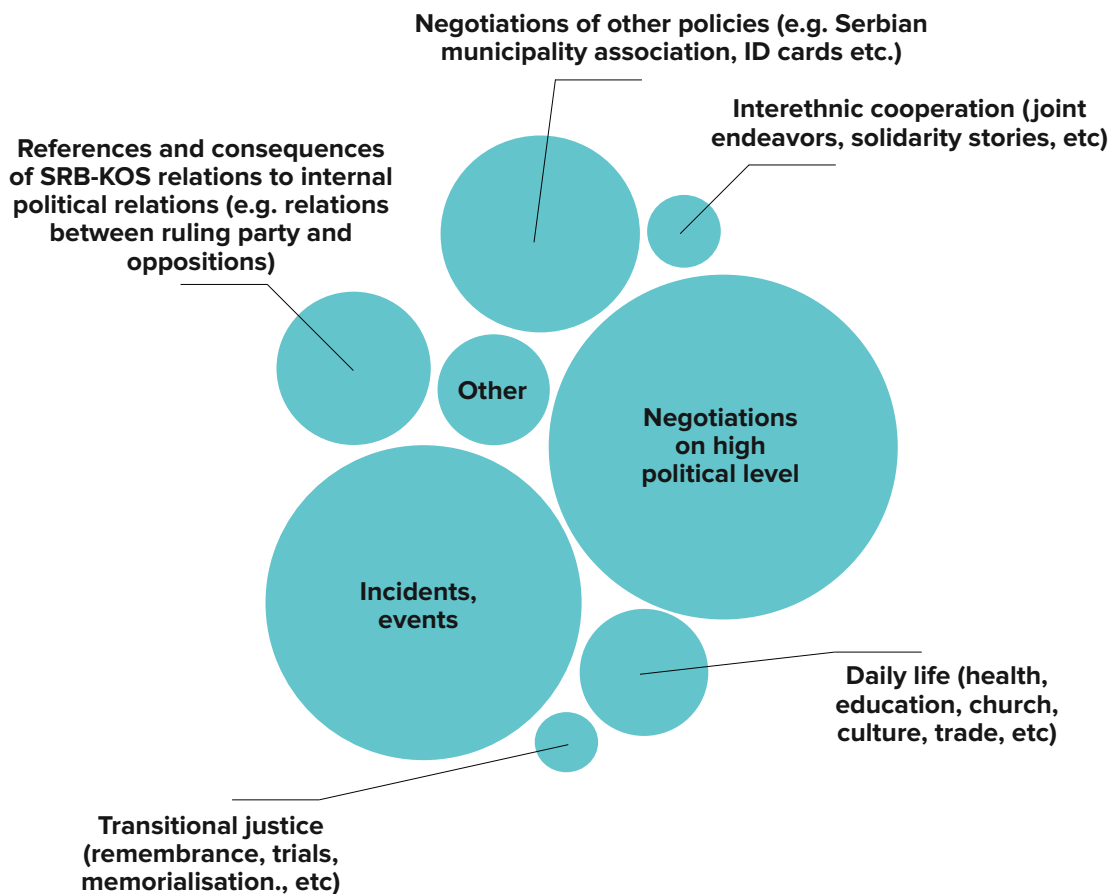 Negotiations of other policies (e.g. Serbian
municipality association, ID cards etc.)
Interethnic cooperation (joint
endeavors, solidarity stories, etc)
References and consequences
of SRB-KOS relations to internal
political relations (e.g. relations
between ruling party and
oppositions)
Other
Negotiations
on high
political level
Incidents,
events
Daily life (health,
education, church,
culture, trade, etc)
Transitional justice
(remembrance, trials,
memorialisation., etc)